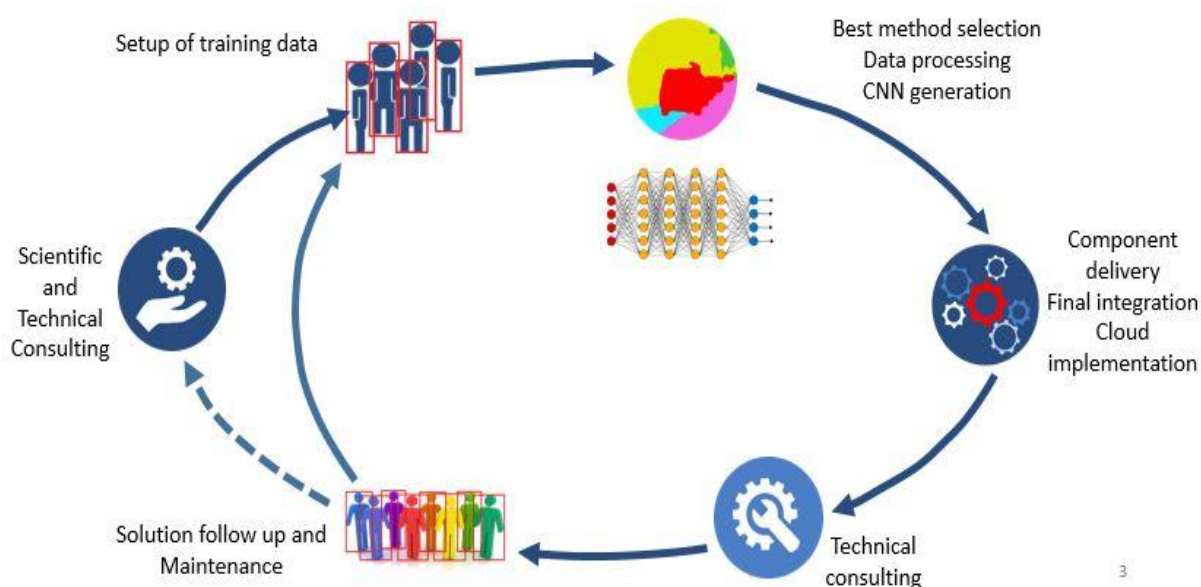 Setup of training data
Best method selection
Data processing
CNN generation
Scientific
and
Technical
Consulting
Component
delivery
Final integration
Cloud
implementation
Solution follow up and
Maintenance
Technical
consulting
3